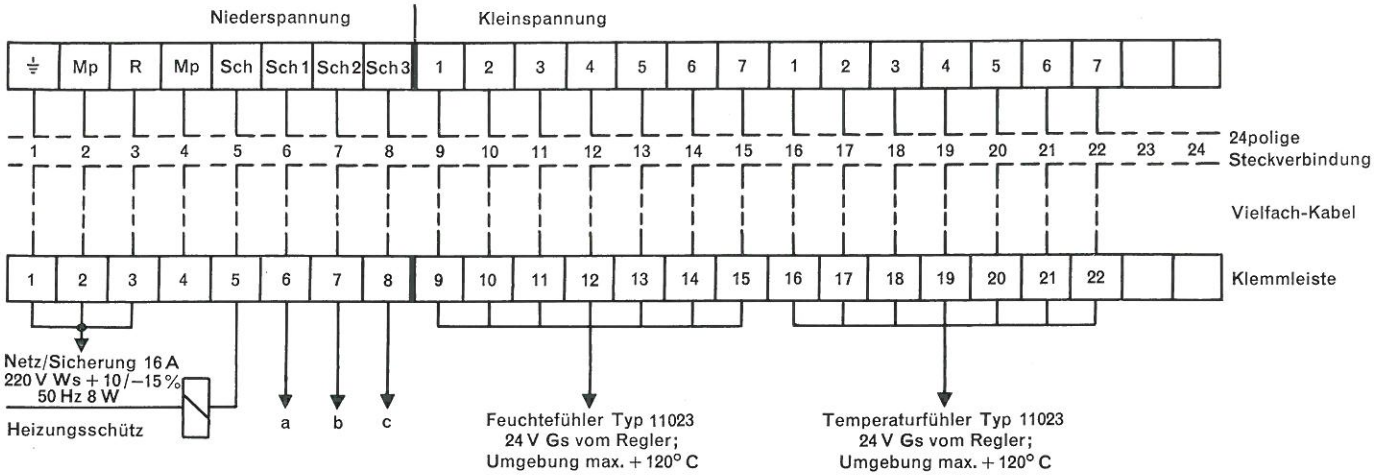 Niederspannung Kleinspannung
⏚ Mp R Mp Sch Sch 1 Sch2 Sch 3 1 2 3 4 5 6 7 1 2 3 4 5 6 7
24polige
1 2 3 4 5 6 7 8 9 10 11 12 13 14 15 16 17 18 19 20 21 22 23 24
Steckverbindung
Vielfach-Kabel
1 2 3 4 5 6 7 8 9 10 11 12 13 14 15 16 17 18 19 20 21 22 Klemmleiste
Netz/Sicherung 16 A
220 V Ws + 10/–15%
50 Hz 8 W
Heizungsschütz
a b c
Feuchtefühler Typ 11023
24 V Gs vom Regler;
Umgebung max. + 120° C
Temperaturfühler Typ 11023
24 V Gs vom Regler;
Umgebung max. + 120° C